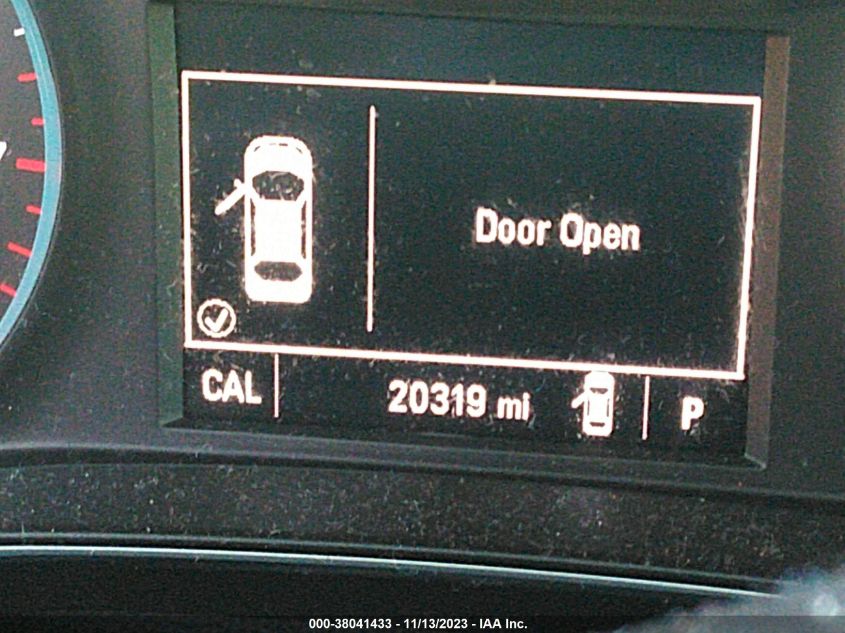 Door Open
CAL 20319 mi P
000-38041433 - 11/13/2023 - IAA Inc.